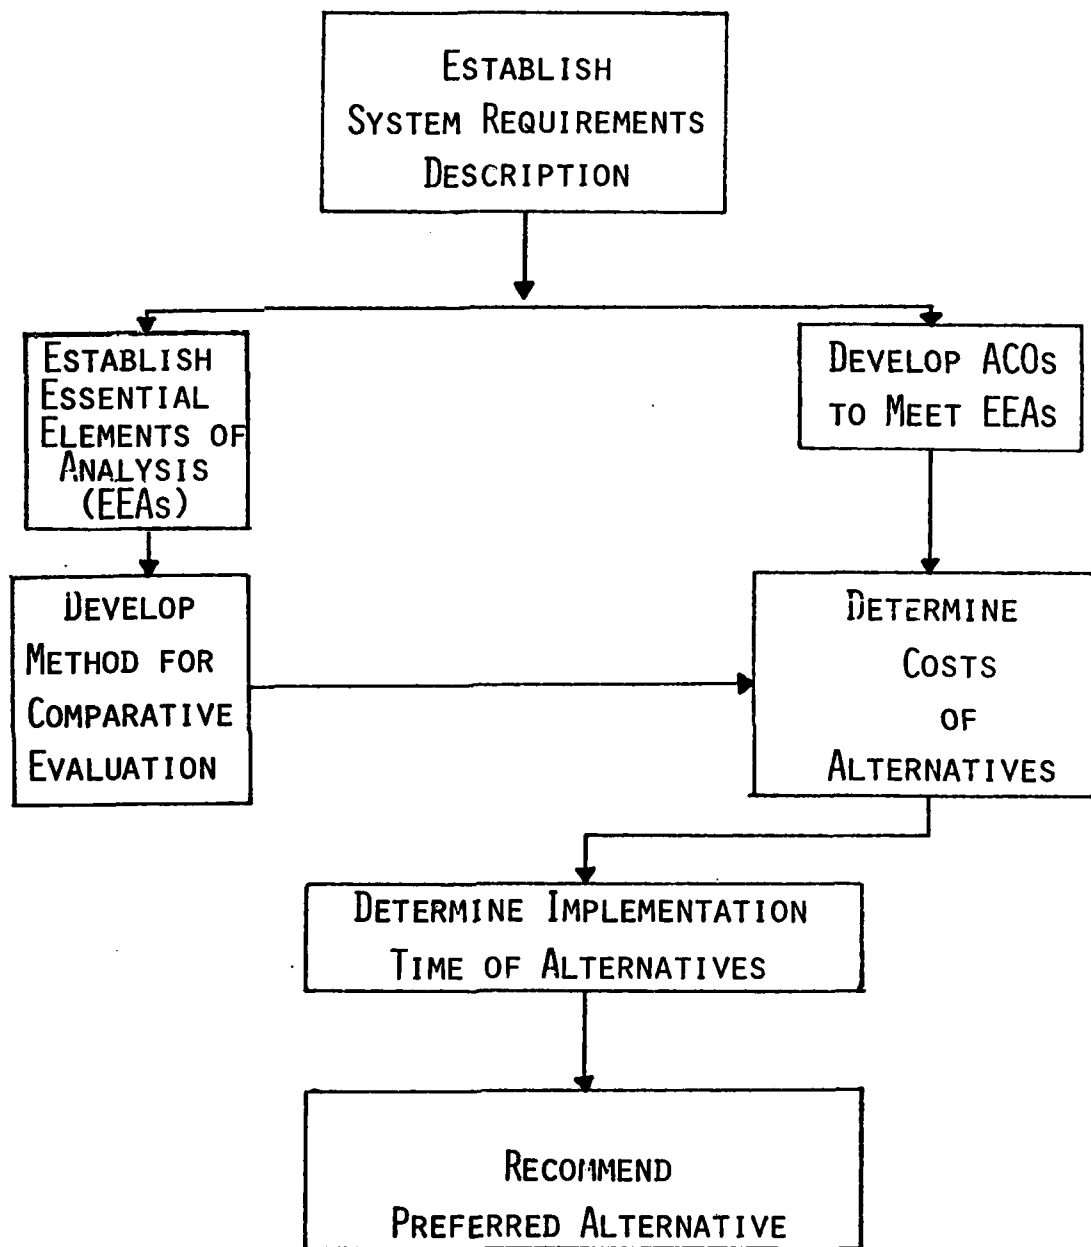 ESTABLISH
SYSTEM REQUIREMENTS
DESCRIPTION
ESTABLISH
ESSENTIAL
ELEMENTS OF
ANALYSIS
(EEAs)
DEVELOP ACOs
TO MEET EEAs
DEVELOP
METHOD FOR
COMPARATIVE
EVALUATION
DETERMINE
COSTS
OF
ALTERNATIVES
DETERMINE IMPLEMENTATION
TIME OF ALTERNATIVES
RECOMMEND
PREFERRED ALTERNATIVE